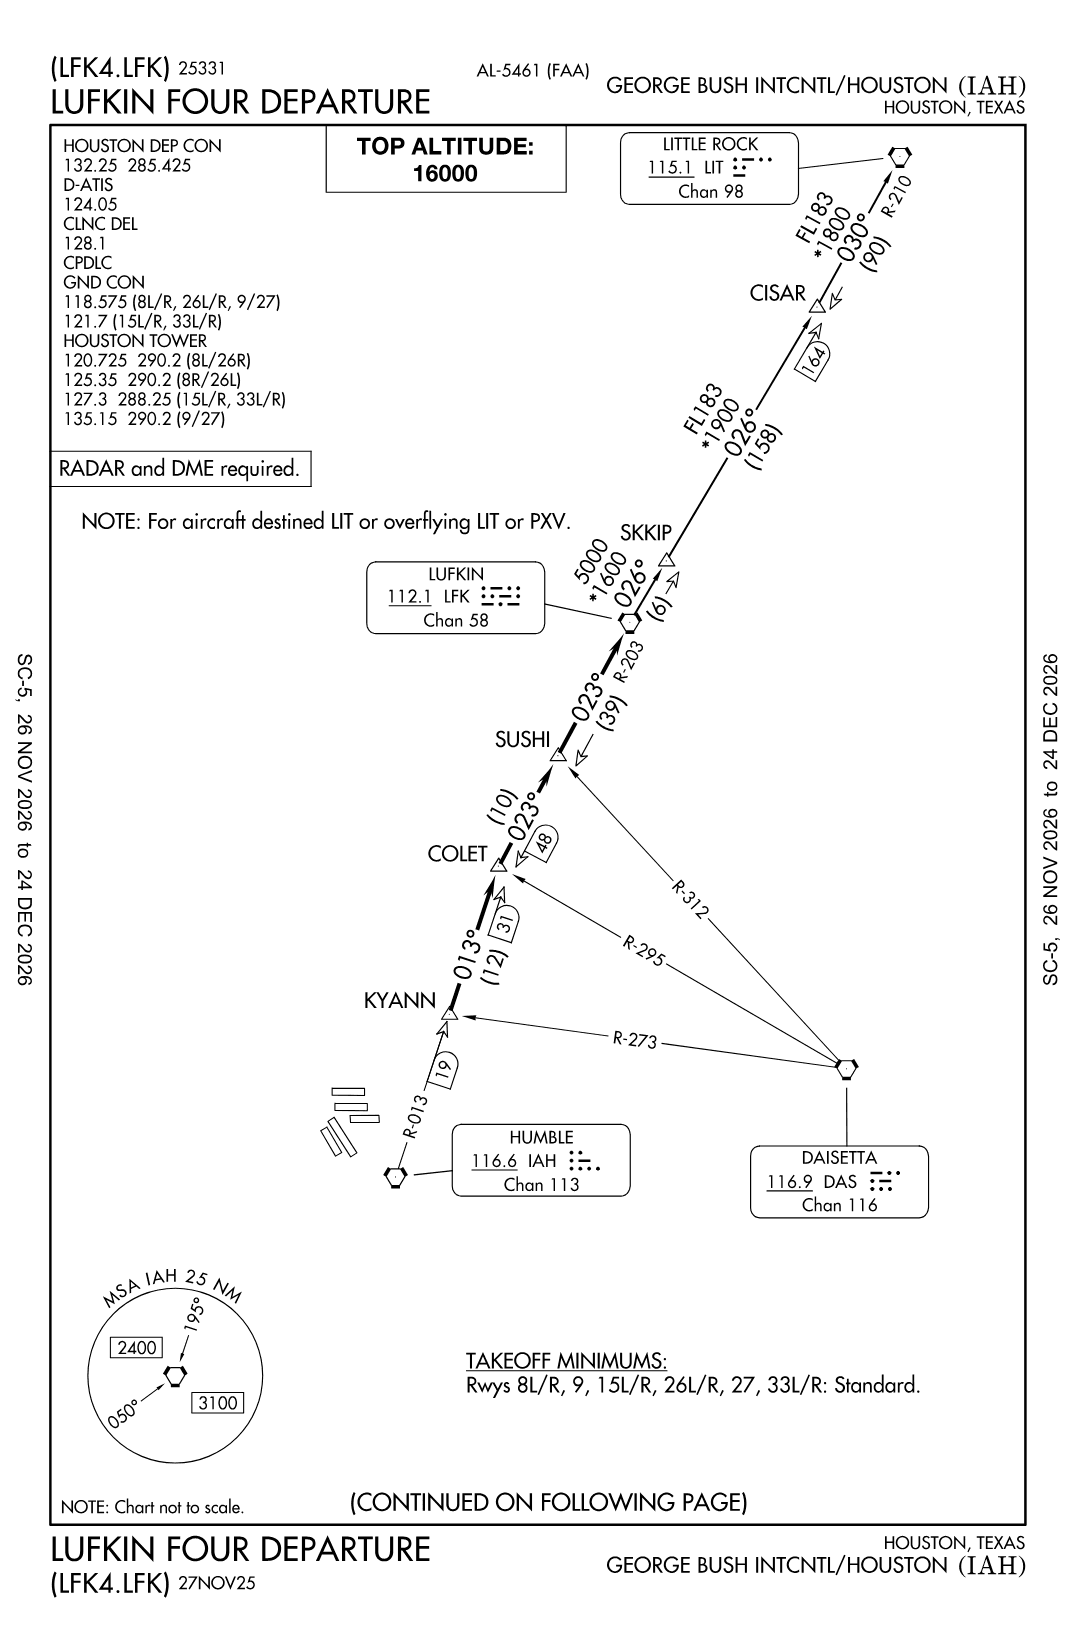 (LFK4.LFK) 25331
AL-5461 (FAA)
GEORGE BUSH INTCNTL/HOUSTON (IAH)
LUFKIN FOUR DEPARTURE
HOUSTON, TEXAS
HOUSTON DEP CON
132.25 285.425
D-ATIS
124.05
CLNC DEL
128.1
CPDLC
GND CON
118.575 (8L/R, 26L/R, 9/27)
121.7 (15L/R, 33L/R)
HOUSTON TOWER
120.725 290.2 (8L/26R)
125.35 290.2 (8R/26L)
127.3 288.25 (15L/R, 33L/R)
135.15 290.2 (9/27)
TOP ALTITUDE:
16000
LITTLE ROCK
115.1 LIT
Chan 98
R-210
FL183
*1800
030°
(90)
CISAR
164
FL183
*1900
026°
(158)
RADAR and DME required.
NOTE: For aircraft destined LIT or overflying LIT or PXV.
SKKIP
5000
*1600
026°
(6)
LUFKIN
112.1 LFK
Chan 58
R-203
023°
(39)
SUSHI
(10)
023°
48
COLET
31
013°
(12)
R-312
R-295
KYANN
R-273
19
R-013
HUMBLE
116.6 IAH
Chan 113
DAISETTA
116.9 DAS
Chan 116
MSA IAH 25 NM
195°
2400
3100
050°
TAKEOFF MINIMUMS:
Rwys 8L/R, 9, 15L/R, 26L/R, 27, 33L/R: Standard.
NOTE: Chart not to scale.
(CONTINUED ON FOLLOWING PAGE)
SC-5, 26 NOV 2026 to 24 DEC 2026
SC-5, 26 NOV 2026 to 24 DEC 2026
LUFKIN FOUR DEPARTURE
HOUSTON, TEXAS
(LFK4.LFK) 27NOV25
GEORGE BUSH INTCNTL/HOUSTON (IAH)